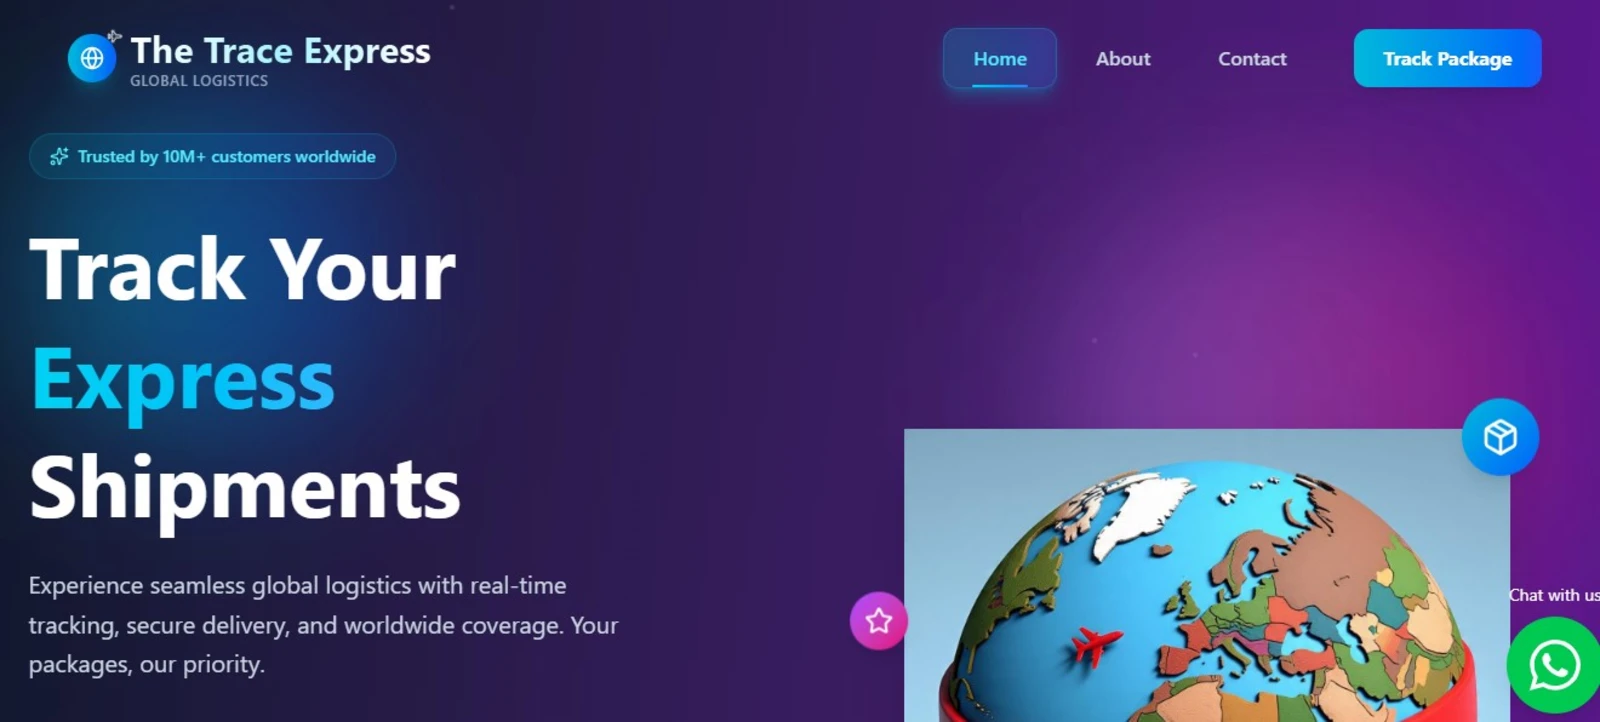 The Trace Express
GLOBAL LOGISTICS
Home
About
Contact
Track Package
Trusted by 10M+ customers worldwide
Track Your
Express
Shipments
Experience seamless global logistics with real-time
tracking, secure delivery, and worldwide coverage. Your
packages, our priority.
Chat with us